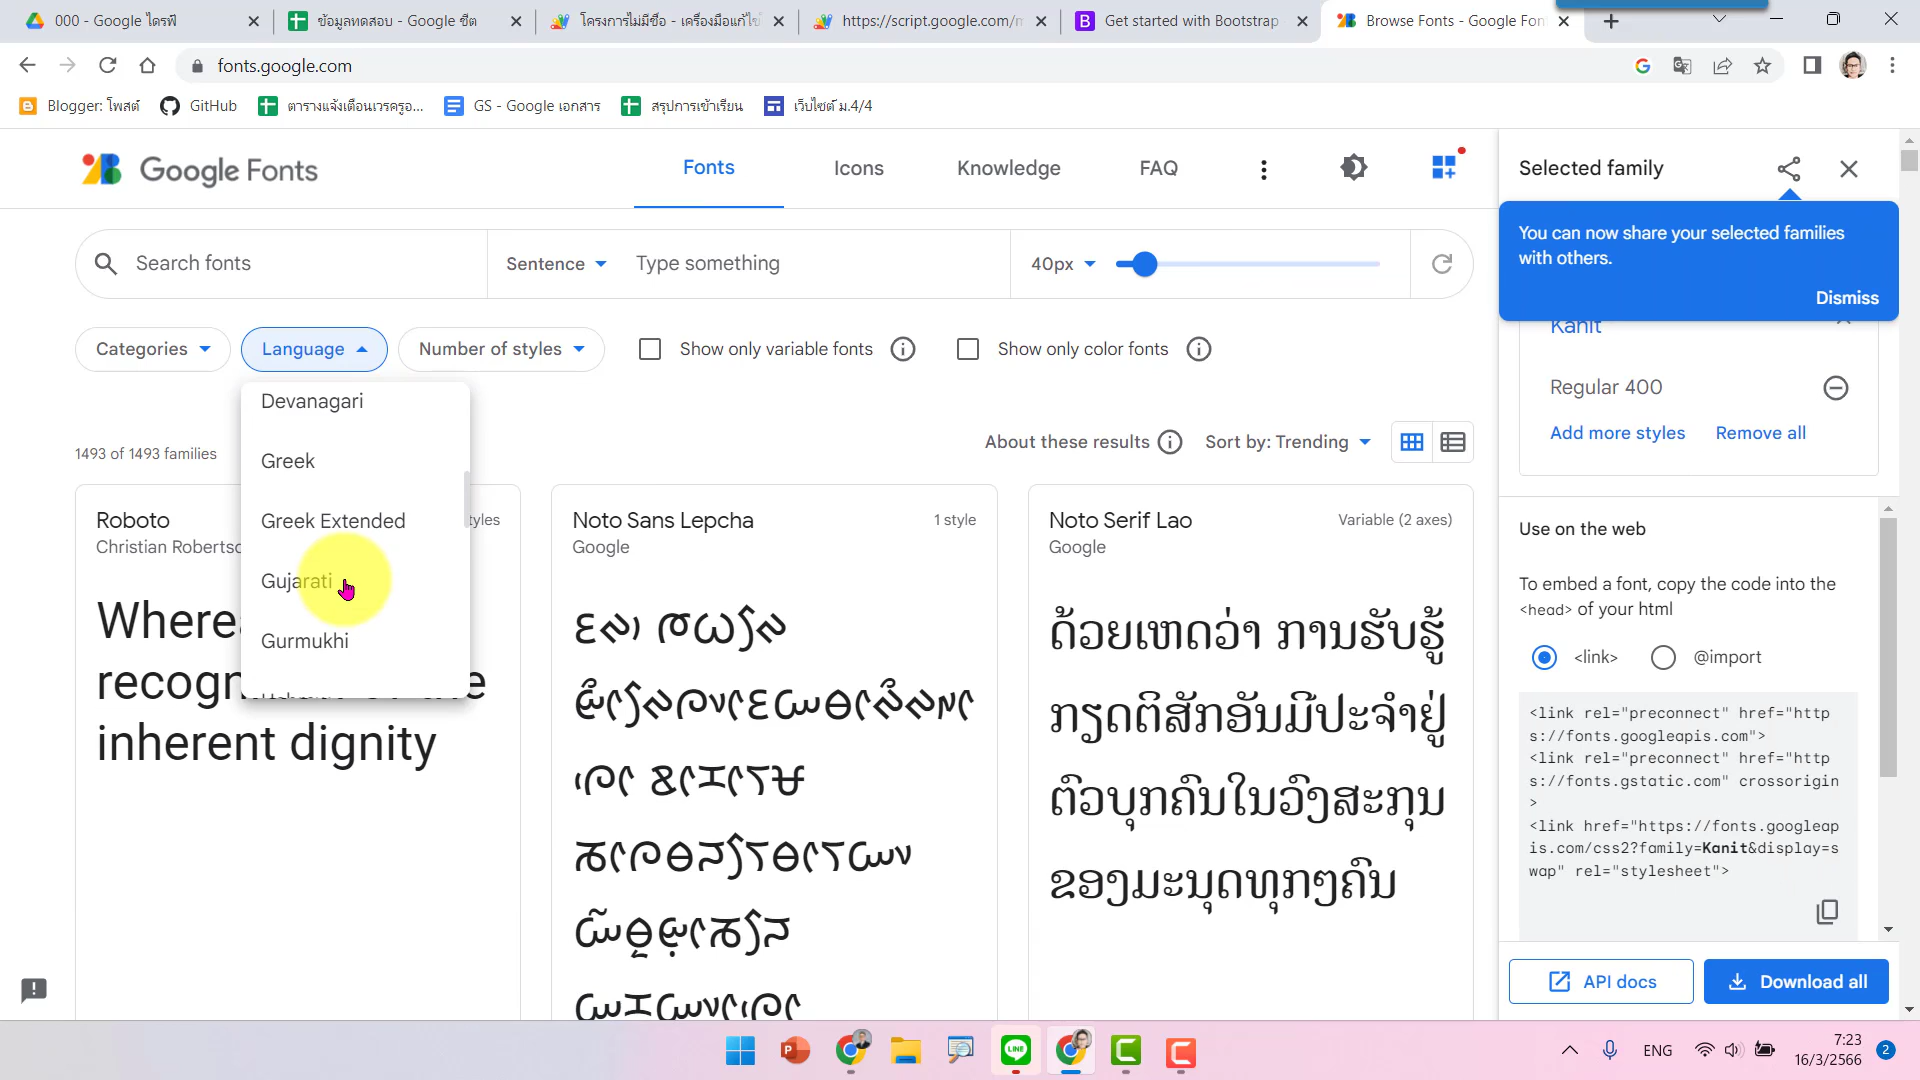 000 - Google ไดรฟ์
ข้อมูลทดสอบ - Google ชีต
โครงการไม่มีชื่อ - เครื่องมือแก้ไข
https://script.google.com/m
Get started with Bootstrap
Browse Fonts - Google Fon
fonts.google.com
Blogger: โพสต์
GitHub
ตารางแจ้งเตือนเวรครูอ...
GS - Google เอกสาร
สรุปการเข้าเรียน
เว็บไซต์ ม.4/4
Google Fonts
Fonts
Icons
Knowledge
FAQ
Selected family
You can now share your selected families
with others.
Dismiss
Search fonts
Sentence
Type something
40px
Kanit
Categories
Language
Number of styles
Show only variable fonts
Show only color fonts
Regular 400
Add more styles
Remove all
Devanagari
Greek
Greek Extended
Gujarati
Gurmukhi
1493 of 1493 families
About these results
Sort by: Trending
Roboto
Christian Robertso
tyles
Noto Sans Lepcha
1 style
Google
Noto Serif Lao
Variable (2 axes)
Google
inherent dignity
ດ້ວຍເຫດວ່າ ການຮັບຮູ້
ກຽດຕິສັກອັນມີປະຈຳຢູ່
ຕົວບຸກຄົນໃນວົງສະກຸນ
ຂອງມະນຸດທຸກໆຄົນ
Use on the web
To embed a font, copy the code into the
<head> of your html
<link>
@import
<link rel="preconnect" href="http
s://fonts.googleapis.com">
<link rel="preconnect" href="http
s://fonts.gstatic.com" crossorigin
>
<link href="https://fonts.googleap
is.com/css2?family=Kanit&display=s
wap" rel="stylesheet">
API docs
Download all
ENG
7:23
16/3/2566
2